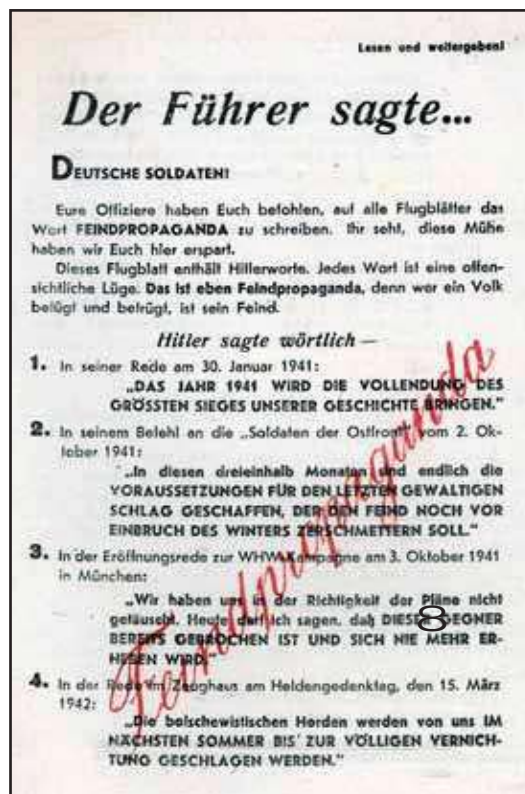 Lesen und weitergeben!
Der Führer sagte...
DEUTSCHE SOLDATEN!
Eure Offiziere haben Euch befohlen, auf alle Flugblätter das
Wort FEINDPROPAGANDA zu schreiben. Ihr seht, diese Mühe
haben wir Euch hier erspart.
Dieses Flugblatt enthält Hitlerworte. Jedes Wort ist eine offen-
sichtliche Lüge. Das ist eben Feindpropaganda, denn wer ein Volk
belügt und betrügt, ist sein Feind.
Hitler sagte wörtlich —
1. In seiner Rede am 30. Januar 1941:
„DAS JAHR 1941 WIRD DIE VOLLENDUNG DES
GRÖSSTEN SIEGES UNSERER GESCHICHTE BRINGEN."
2. In seinem Befehl an die „Soldaten der Ostfront" vom 2. Ok-
tober 1941:
„In diesen dreieinhalb Monaten sind endlich die
VORAUSSETZUNGEN FÜR DEN LETZTEN GEWALTIGEN
SCHLAG GESCHAFFEN, DER DEN FEIND NOCH VOR
EINBRUCH DES WINTERS ZERSCHMETTERN SOLL."
3. In der Eröffnungsrede zur WHW-Kampagne am 3. Oktober 1941
in München:
„Wir haben uns in der Richtigkeit der Pläne nicht
getäuscht. Heute darf ich sagen, daß DIESER GEGNER
BEREITS GEBROCHEN IST UND SICH NIE MEHR ER-
HEBEN WIRD."
4. In der Rede im Zeughaus am Heldengedenktag, den 15. März
1942:
„Die bolschewistischen Horden werden von uns IM
NÄCHSTEN SOMMER BIS ZUR VÖLLIGEN VERNICH-
TUNG GESCHLAGEN WERDEN."
Feindpropaganda
8